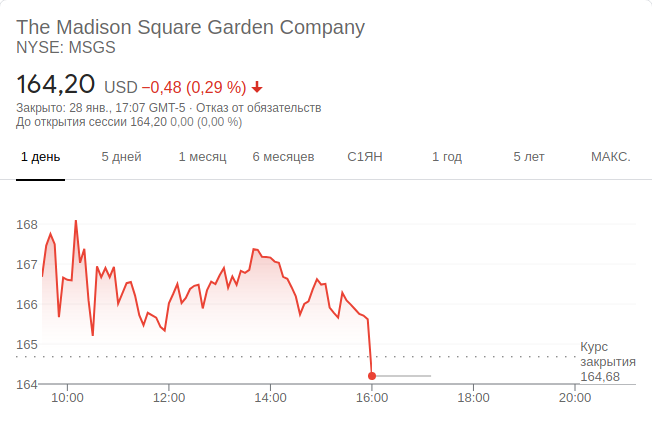 The Madison Square Garden Company
NYSE: MSGS
164,20 USD −0,48 (0,29 %)
Закрыто: 28 янв., 17:07 GMT-5 · Отказ от обязательств
До открытия сессии 164,20 0,00 (0,00 %)
1 день 5 дней 1 месяц 6 месяцев С1ЯН 1 год 5 лет МАКС.
168
167
166
165
164
Курс
закрытия
164,68
10:00 12:00 14:00 16:00 18:00 20:00